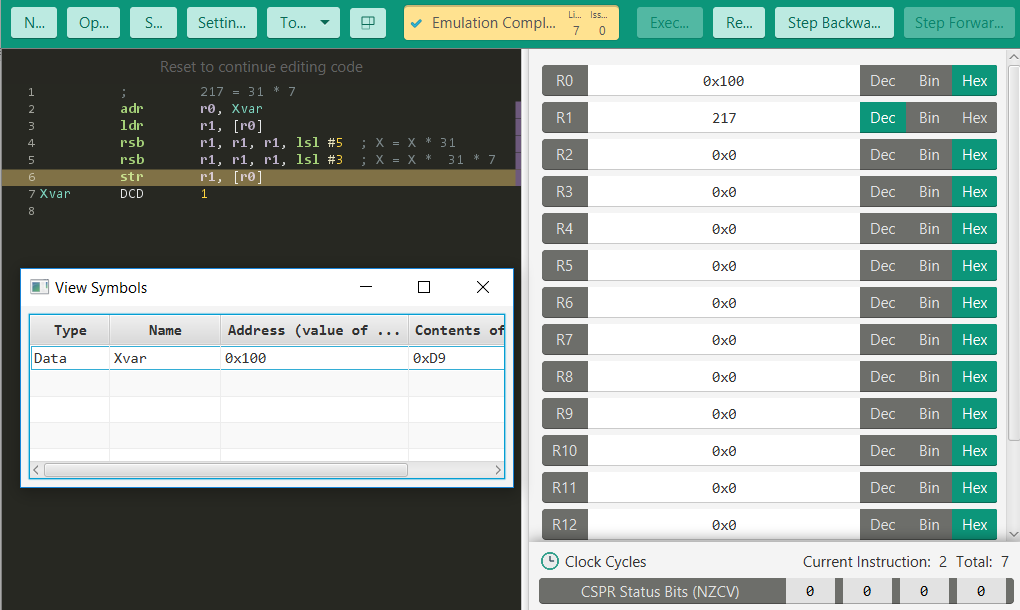 N... Op... S... Settin... To... Emulation Compl... Li... Iss... Exec... Re... Step Backwa... Step Forwar...
7 0
Reset to continue editing code
1 ; 217 = 31 * 7
2 adr r0, Xvar
3 ldr r1, [r0]
4 rsb r1, r1, r1, lsl #5 ; X = X * 31
5 rsb r1, r1, r1, lsl #3 ; X = X *  31 * 7
6 str r1, [r0]
7 Xvar DCD 1
8
View Symbols
Type Name Address (value of ... Contents of
Data Xvar 0x100 0xD9
R0 0x100 Dec Bin Hex
R1 217 Dec Bin Hex
R2 0x0 Dec Bin Hex
R3 0x0 Dec Bin Hex
R4 0x0 Dec Bin Hex
R5 0x0 Dec Bin Hex
R6 0x0 Dec Bin Hex
R7 0x0 Dec Bin Hex
R8 0x0 Dec Bin Hex
R9 0x0 Dec Bin Hex
R10 0x0 Dec Bin Hex
R11 0x0 Dec Bin Hex
R12 0x0 Dec Bin Hex
Clock Cycles Current Instruction: 2 Total: 7
CSPR Status Bits (NZCV) 0 0 0 0